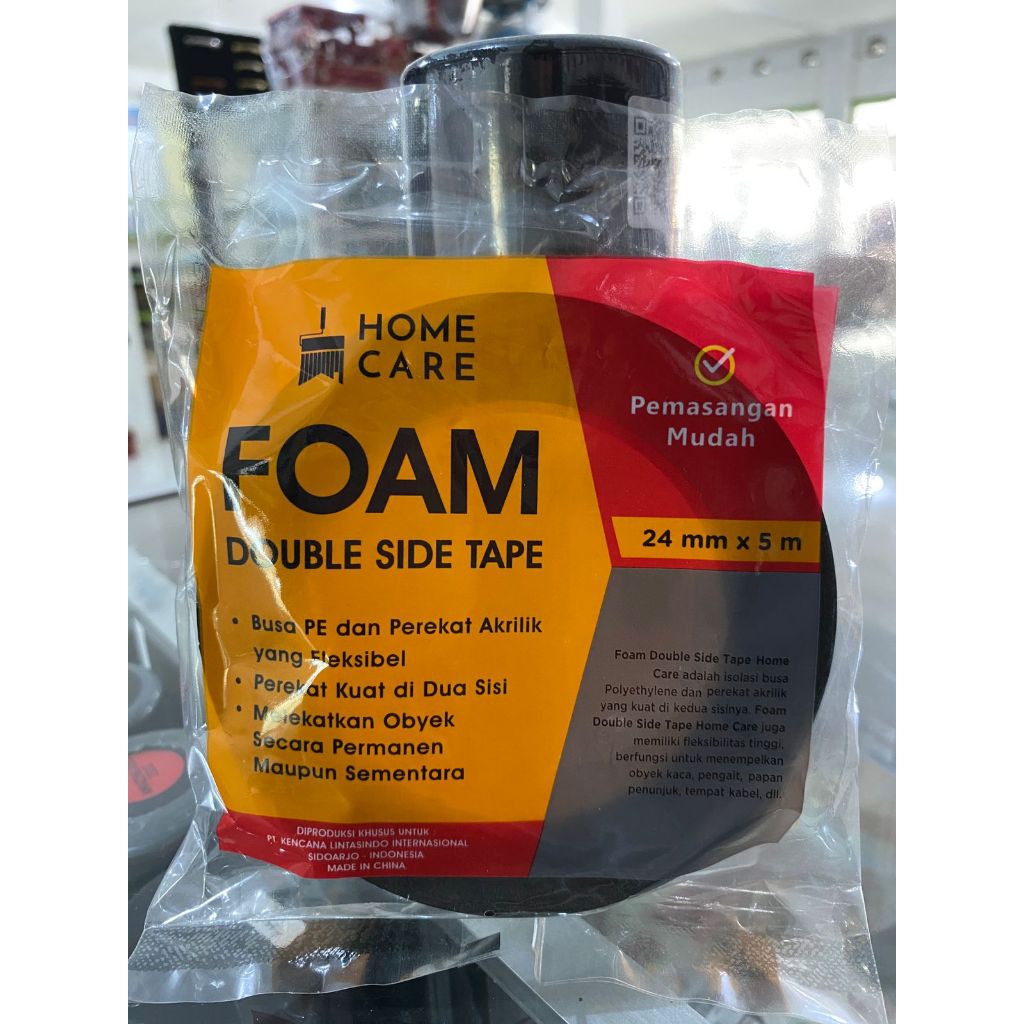 HOME
CARE
FOAM
DOUBLE SIDE TAPE
• Busa PE dan Perekat Akrilik
yang Fleksibel
• Perekat Kuat di Dua Sisi
• Melekatkan Obyek
Secara Permanen
Maupun Sementara
DIPRODUKSI KHUSUS UNTUK :
PT. KENCANA LINTASINDO INTERNASIONAL
SIDOARJO - INDONESIA
MADE IN CHINA
Pemasangan
Mudah
24 mm x 5 m
Foam Double Side Tape Home
Care adalah isolasi busa
Polyethylene dan perekat akrilik
yang kuat di kedua sisinya. Foam
Double Side Tape Home Care juga
memiliki fleksibilitas tinggi,
berfungsi untuk menempelkan
obyek kaca, pengait, papan
penunjuk, tempat kabel, dll.